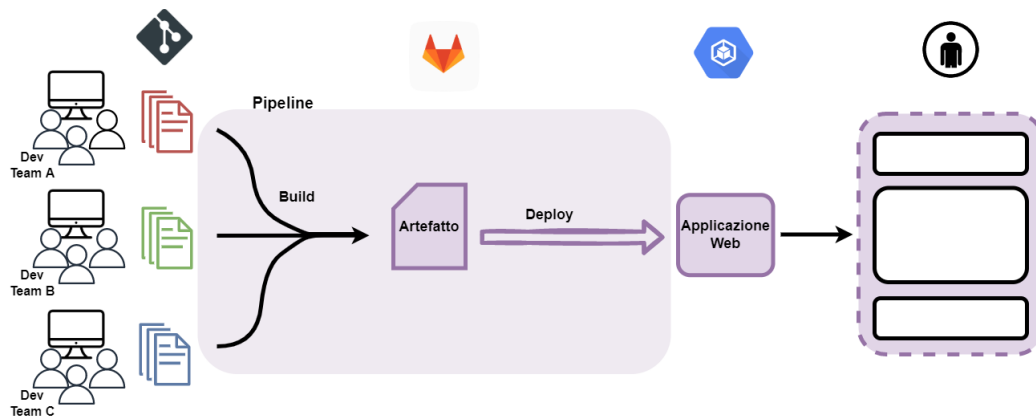 Pipeline
Dev
Team A
Build
Artefatto
Deploy
Applicazione
Web
Dev
Team B
Dev
Team C